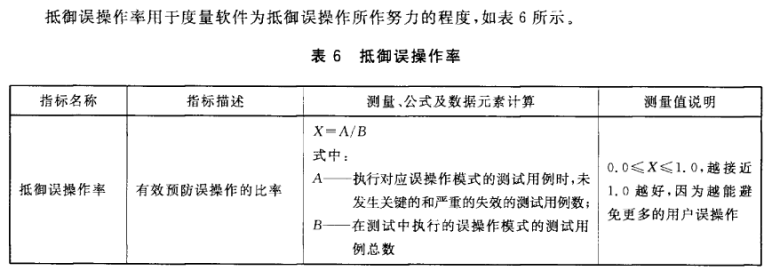 抵御误操作率用于度量软件为抵御误操作所作努力的程度,如表 6 所示。
表 6 抵御误操作率
指标名称 指标描述 测量、公式及数据元素计算 测量值说明
抵御误操作率
有效预防误操作的比率
X=A/B
式中:
A——执行对应误操作模式的测试用例时,未
发生关键的和严重的失效的测试用例数;
B——在测试中执行的误操作模式的测试用
例总数
0.0≤X≤1.0,越接近
1.0 越好,因为越能避
免更多的用户误操作